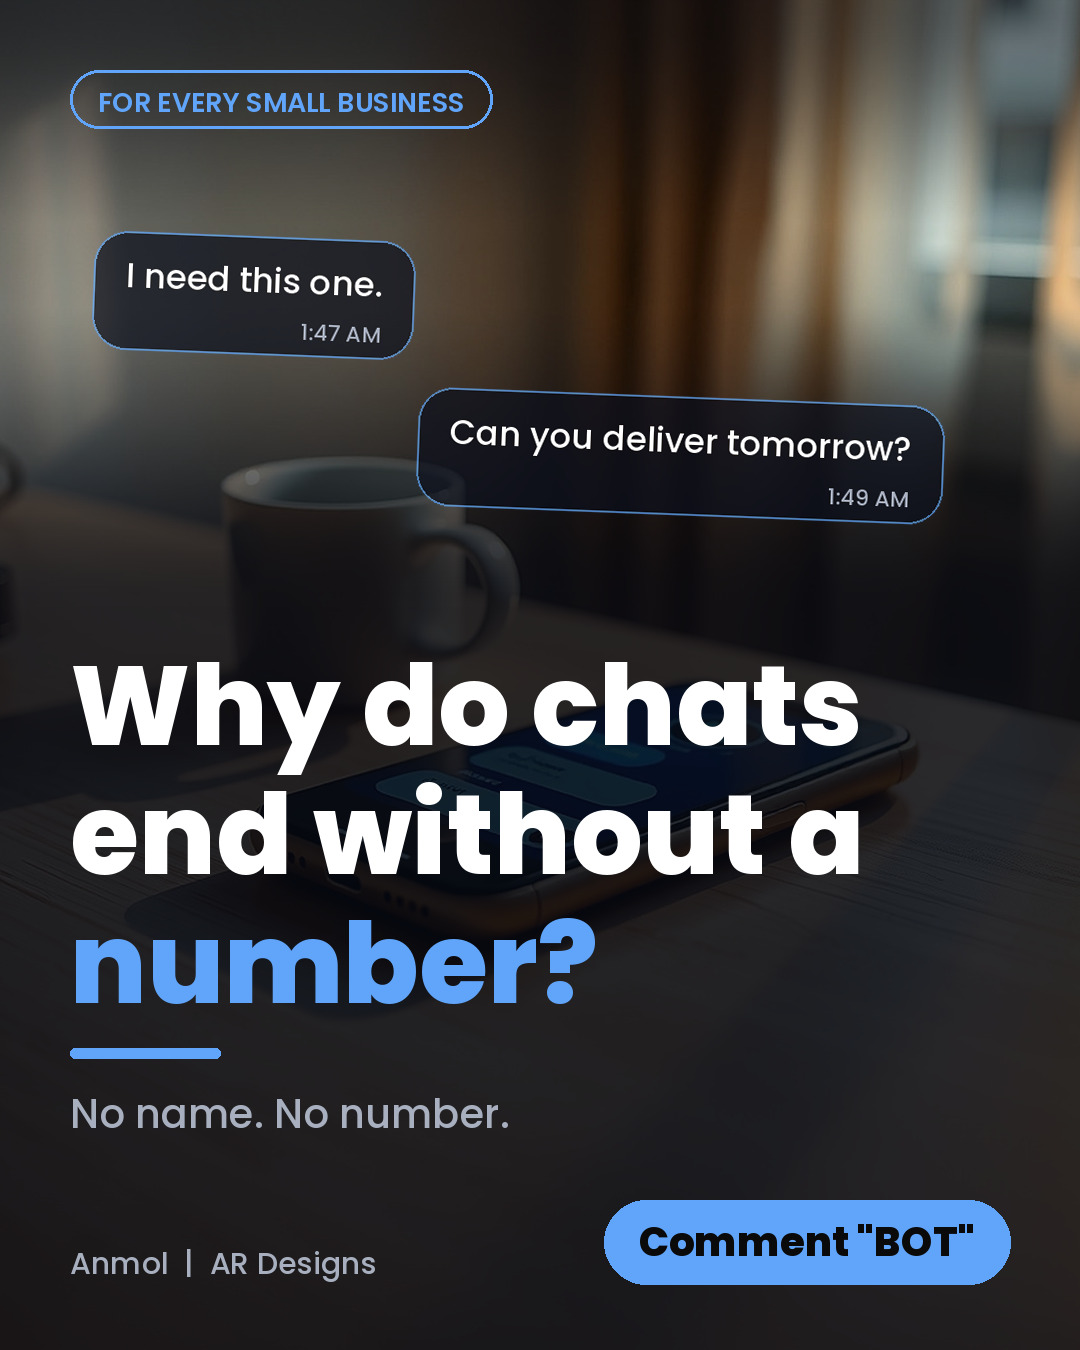 FOR EVERY SMALL BUSINESS
I need this one.
1:47 AM
Can you deliver tomorrow?
1:49 AM
Why do chats
end without a
number?
No name. No number.
Anmol | AR Designs
Comment "BOT"